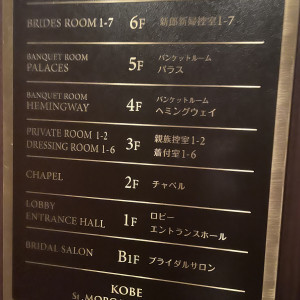 BRIDES ROOM 1-7 6F 新郎新婦控室1-7
BANQUET ROOM バンケットルーム
PALACES 5F パラス
BANQUET ROOM バンケットルーム
HEMINGWAY 4F ヘミングウェイ
PRIVATE ROOM 1-2 親族控室1-2
DRESSING ROOM 1-6 3F 着付室1-6
CHAPEL 2F チャペル
LOBBY ロビー
ENTRANCE HALL 1F エントランスホール
BRIDAL SALON B1F ブライダルサロン
KOBE